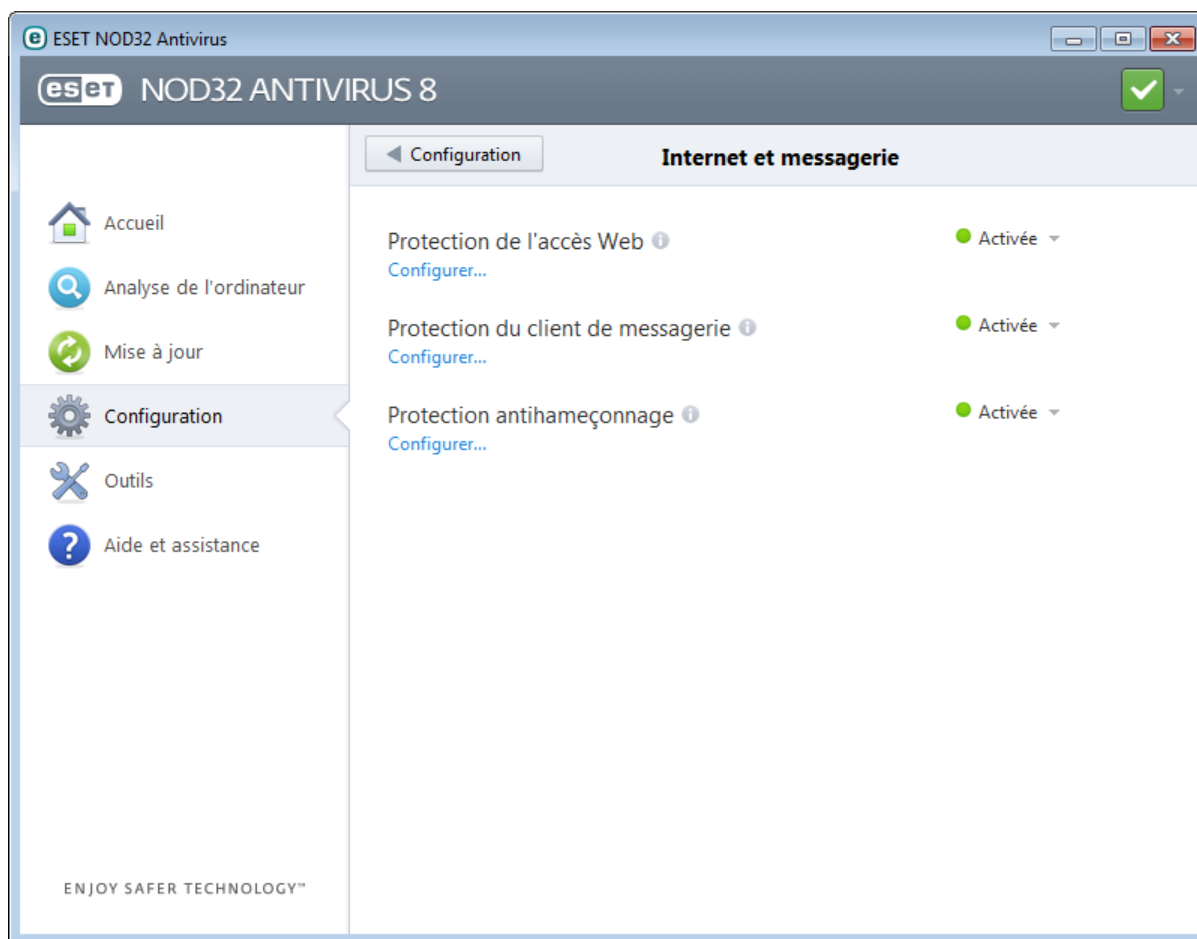 ESET NOD32 Antivirus
eset NOD32 ANTIVIRUS 8
Configuration
Internet et messagerie
Accueil
Analyse de l'ordinateur
Mise à jour
Configuration
Outils
Aide et assistance
Protection de l'accès Web
Activée
Configurer...
Protection du client de messagerie
Activée
Configurer...
Protection antihameçonnage
Activée
Configurer...
ENJOY SAFER TECHNOLOGY™